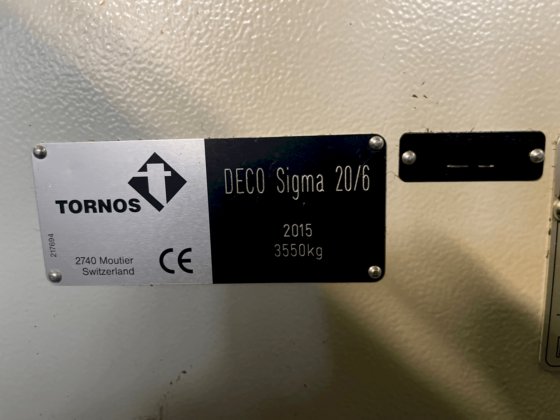 TORNOS
217694
2740 Moutier
Switzerland
CE
DECO Sigma 20/6
2015
3550kg